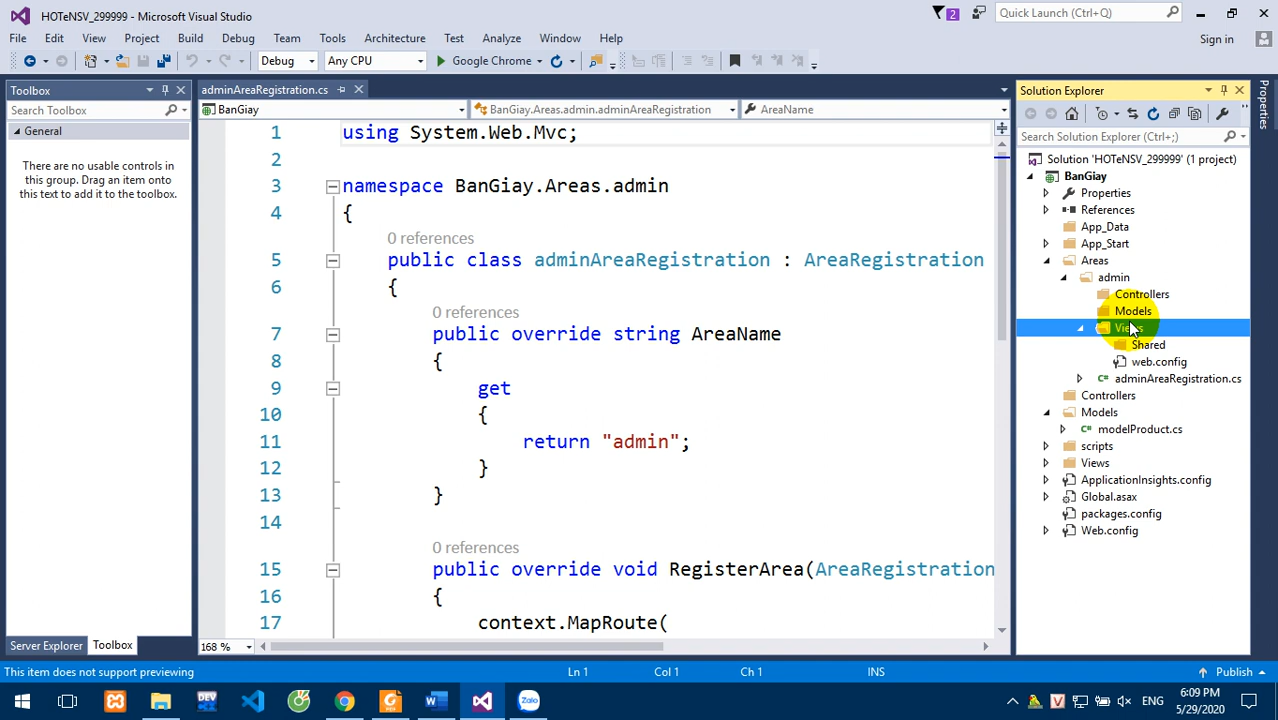 HOTeNSV_299999 - Microsoft Visual Studio
2
Quick Launch (Ctrl+Q)
File Edit View Project Build Debug Team Tools Architecture Test Analyze Window Help
Sign in
Debug Any CPU Google Chrome
Toolbox
Search Toolbox
General
There are no usable controls in
this group. Drag an item onto
this text to add it to the toolbox.
Server Explorer Toolbox
adminAreaRegistration.cs
BanGiay BanGiay.Areas.admin.adminAreaRegistration AreaName
1 using System.Web.Mvc;
2
3 namespace BanGiay.Areas.admin
4 {
0 references
5 public class adminAreaRegistration : AreaRegistration
6 {
0 references
7 public override string AreaName
8 {
9 get
10 {
11 return "admin";
12 }
13 }
14
0 references
15 public override void RegisterArea(AreaRegistration
16 {
17 context.MapRoute(
168 %
Solution Explorer
Search Solution Explorer (Ctrl+;)
Solution 'HOTeNSV_299999' (1 project)
BanGiay
Properties
References
App_Data
App_Start
Areas
admin
Controllers
Models
Shared
web.config
adminAreaRegistration.cs
Controllers
Models
modelProduct.cs
scripts
Views
ApplicationInsights.config
Global.asax
packages.config
Web.config
Properties
This item does not support previewing Ln 1 Col 1 Ch 1 INS Publish
DEV
ENG
6:09 PM
5/29/2020